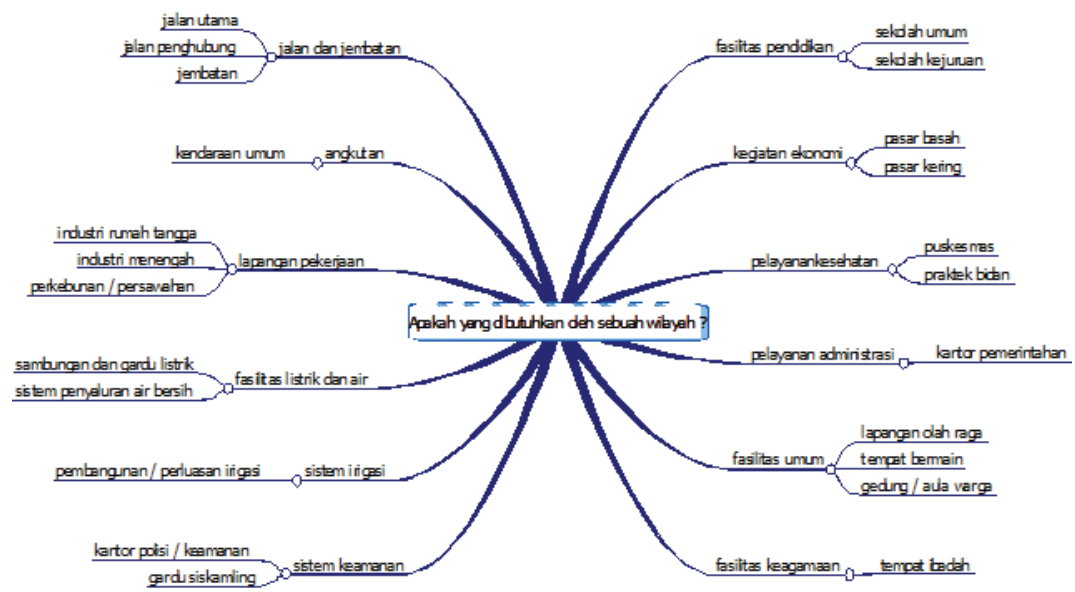 Apakah yang dibutuhkan oleh sebuah wilayah ?
jalan dan jembatan
jalan utama
jalan penghubung
jembatan
angkutan
kendaraan umum
lapangan pekerjaan
industri rumah tangga
industri menengah
perkebunan / persawahan
fasilitas listrik dan air
sambungan dan gardu listrik
sistem penyaluran air bersih
sistem irigasi
pembangunan / perluasan irigasi
sistem keamanan
kantor polisi / keamanan
gardu siskamling
fasilitas pendidikan
sekolah umum
sekolah kejuruan
kegiatan ekonomi
pasar basah
pasar kering
pelayanan kesehatan
puskesmas
praktek bidan
pelayanan administrasi
kantor pemerintahan
fasilitas umum
lapangan olah raga
tempat bermain
gedung / aula warga
fasilitas keagamaan
tempat ibadah